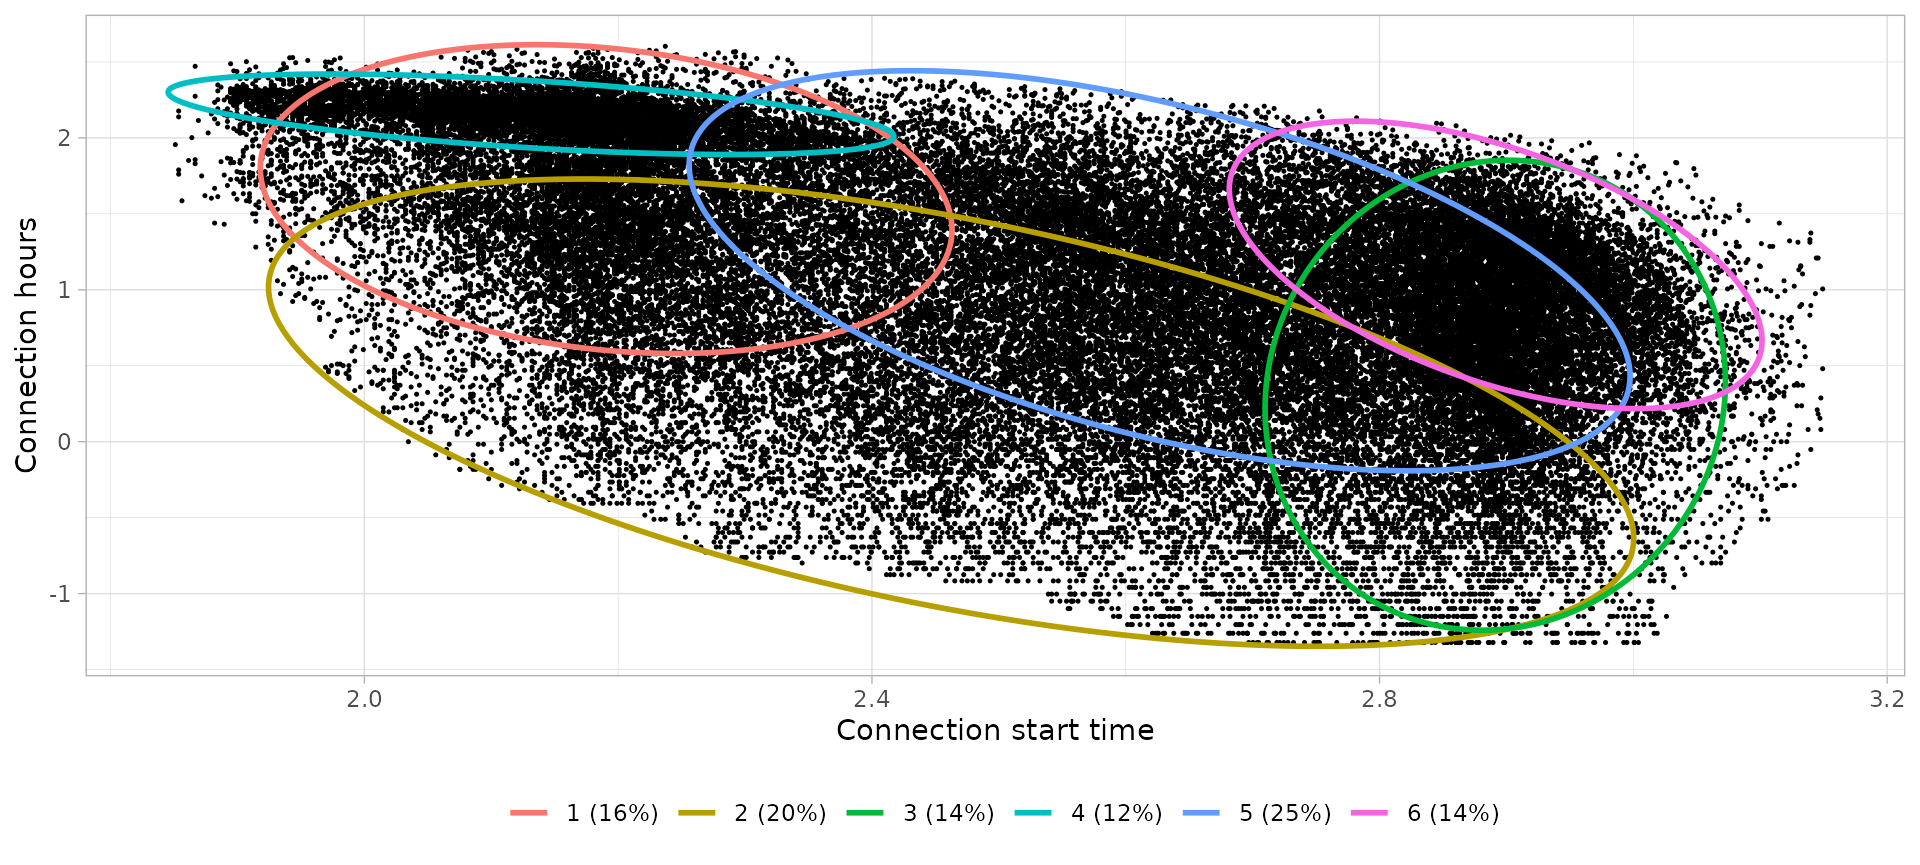 Connection hours
2
1
0
-1
2.0 2.4 2.8 3.2
Connection start time
1 (16%) 2 (20%) 3 (14%) 4 (12%) 5 (25%) 6 (14%)